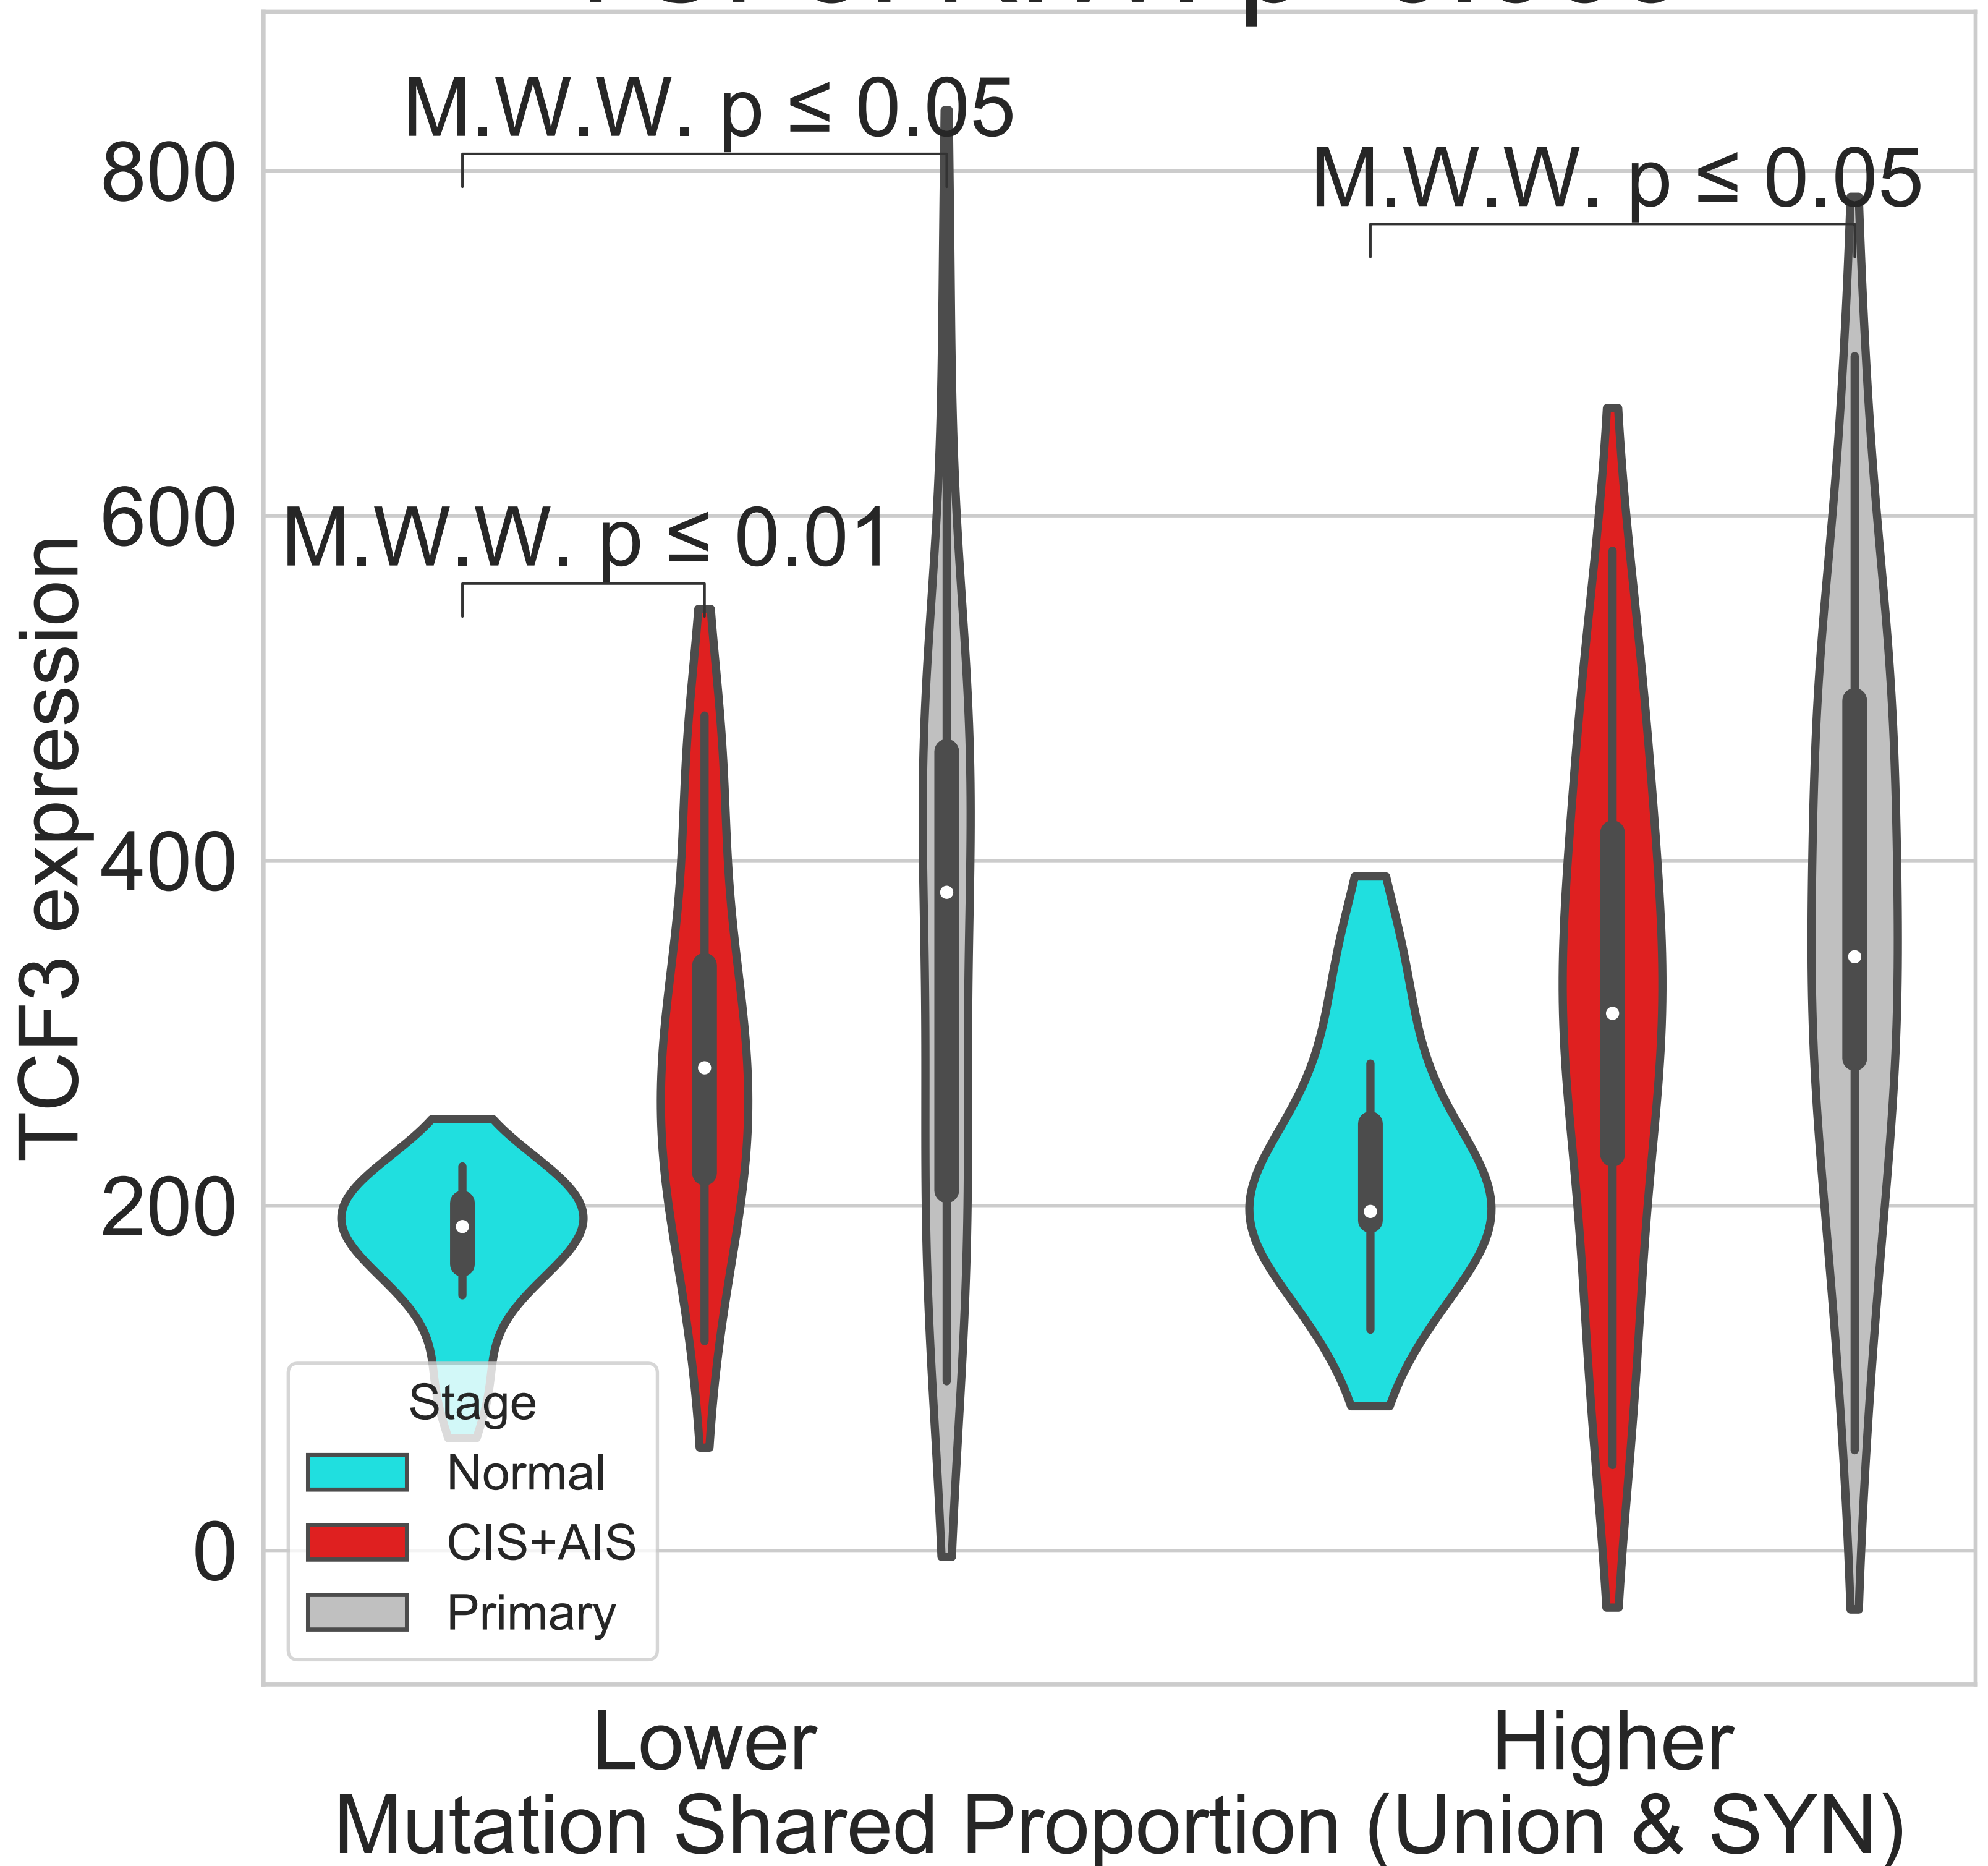 M.W.W. p ≤ 0.05
M.W.W. p ≤ 0.05
M.W.W. p ≤ 0.01
TCF3 expression
800
600
400
200
0
Stage
Normal
CIS+AIS
Primary
Lower
Higher
Mutation Shared Proportion (Union & SYN)